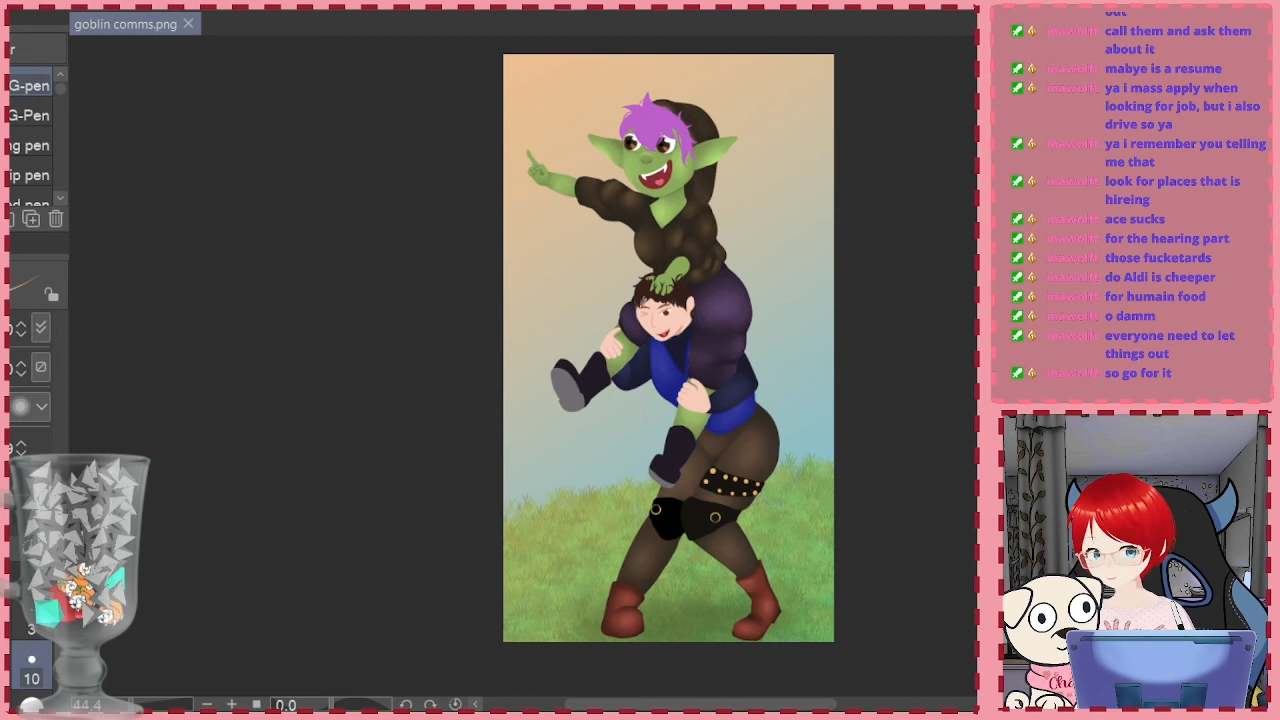 goblin comms.png
r
G-pen
G-Pen
ng pen
ip pen
d pen
3
10
44.4
0.0
out
call them and ask them
about it
mabye is a resume
ya i mass apply when
looking for job, but i also
drive so ya
ya i remember you telling
me that
look for places that is
hireing
ace sucks
for the hearing part
those fucketards
do Aldi is cheeper
for humain food
o damm
everyone need to let
things out
so go for it